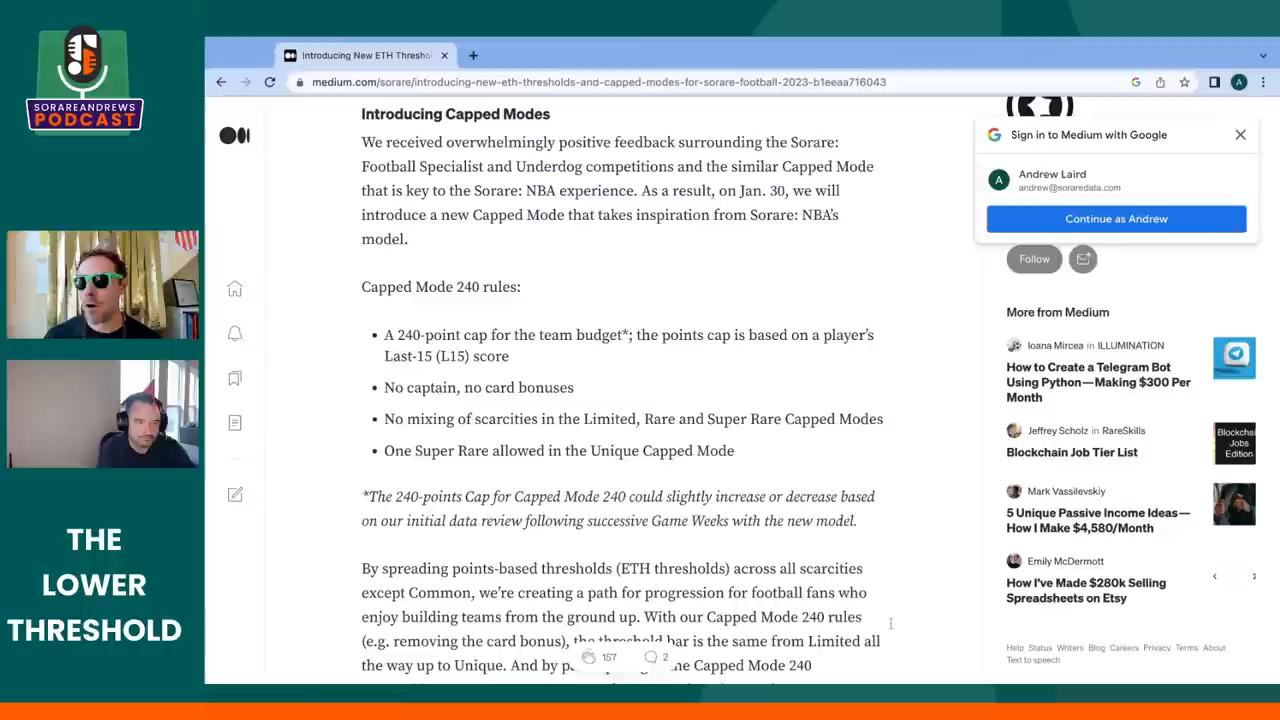 SORAREANDREWS
PODCAST
THE
LOWER
THRESHOLD
Introducing New ETH Thresho
medium.com/sorare/introducing-new-eth-thresholds-and-capped-modes-for-sorare-football-2023-b1eeaa716043
A
Introducing Capped Modes
We received overwhelmingly positive feedback surrounding the Sorare:
Football Specialist and Underdog competitions and the similar Capped Mode
that is key to the Sorare: NBA experience. As a result, on Jan. 30, we will
introduce a new Capped Mode that takes inspiration from Sorare: NBA's
model.
Capped Mode 240 rules:
• A 240-point cap for the team budget*; the points cap is based on a player's
Last-15 (L15) score
• No captain, no card bonuses
• No mixing of scarcities in the Limited, Rare and Super Rare Capped Modes
• One Super Rare allowed in the Unique Capped Mode
*The 240-points Cap for Capped Mode 240 could slightly increase or decrease based
on our initial data review following successive Game Weeks with the new model.
By spreading points-based thresholds (ETH thresholds) across all scarcities
except Common, we're creating a path for progression for football fans who
enjoy building teams from the ground up. With our Capped Mode 240 rules
(e.g. removing the card bonus), the threshold bar is the same from Limited all
the way up to Unique. And by p
he Capped Mode 240
157
2
Sign in to Medium with Google
A
Andrew Laird
andrew@soraredata.com
Continue as Andrew
Follow
More from Medium
Ioana Mircea in ILLUMINATION
How to Create a Telegram Bot
Using Python—Making $300 Per
Month
Jeffrey Scholz in RareSkills
Blockchain Job Tier List
Blockchai
Jobs
Edition
Mark Vassilevskiy
5 Unique Passive Income Ideas—
How I Make $4,580/Month
Emily McDermott
How I've Made $280k Selling
Spreadsheets on Etsy
Help Status Writers Blog Careers Privacy Terms About
Text to speech